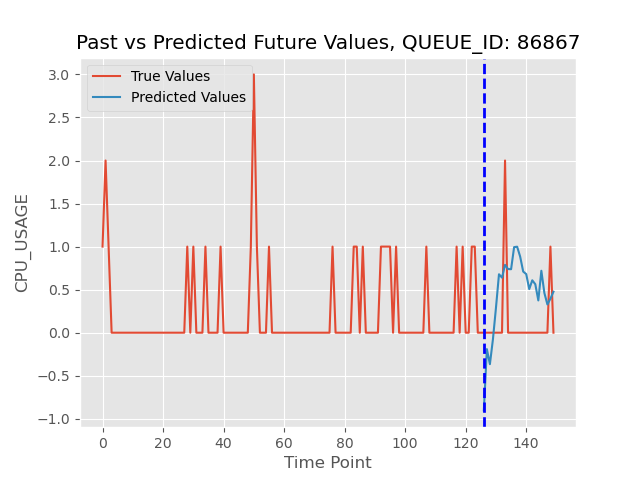 Past vs Predicted Future Values, QUEUE_ID: 86867
True Values
Predicted Values
3.0
2.5
2.0
1.5
1.0
0.5
0.0
−0.5
−1.0
CPU_USAGE
0 20 40 60 80 100 120 140
Time Point